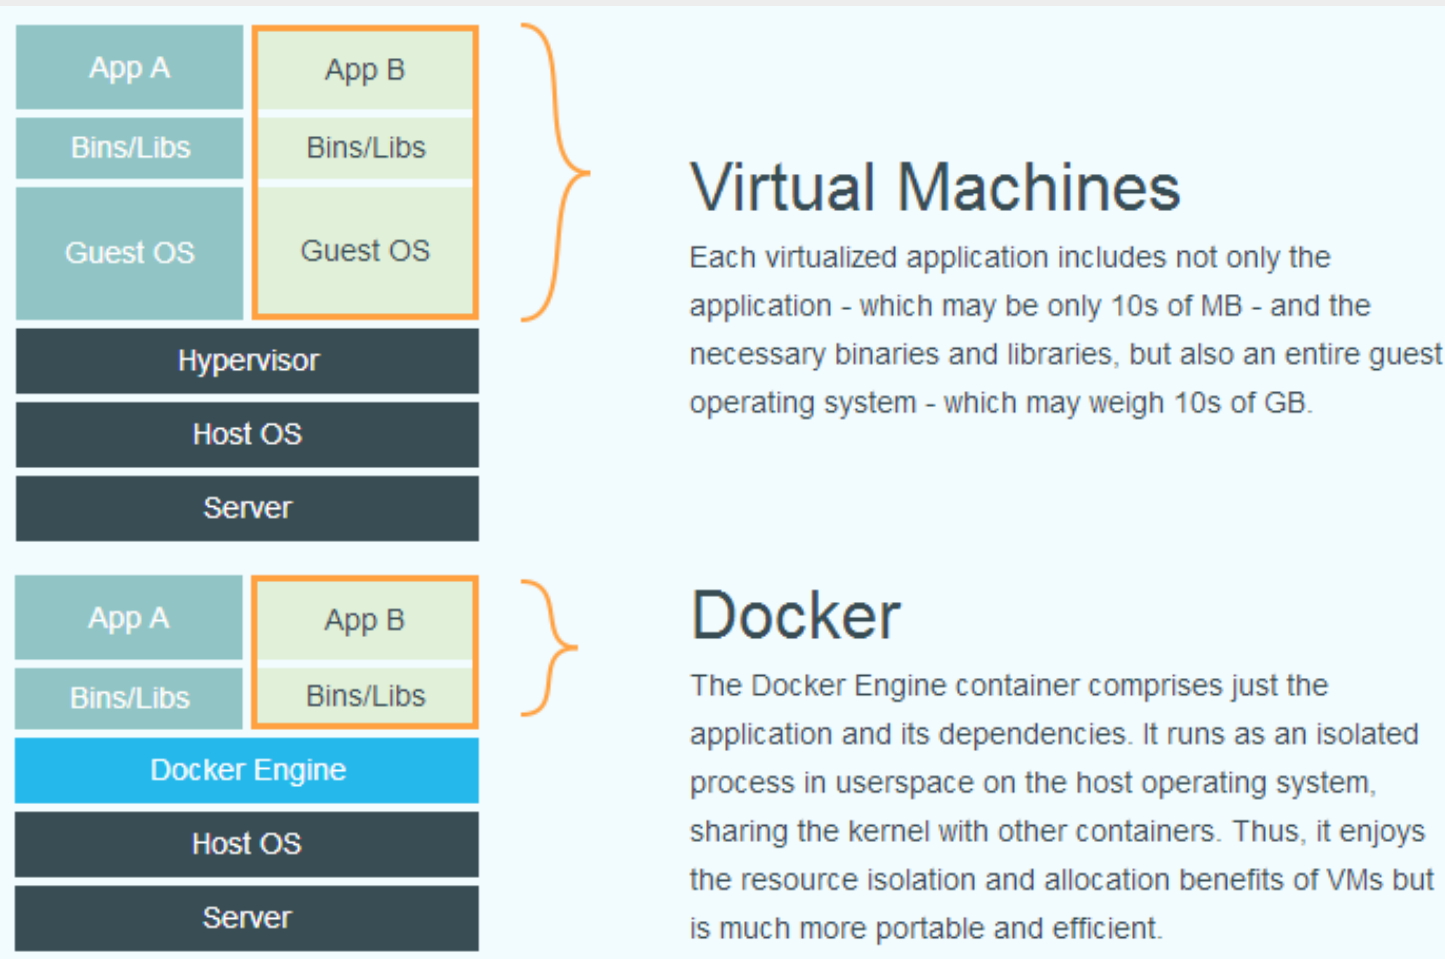 App A
App B
Bins/Libs
Bins/Libs
Guest OS
Guest OS
Hypervisor
Host OS
Server
Virtual Machines
Each virtualized application includes not only the
application - which may be only 10s of MB - and the
necessary binaries and libraries, but also an entire guest
operating system - which may weigh 10s of GB.
App A
App B
Bins/Libs
Bins/Libs
Docker Engine
Host OS
Server
Docker
The Docker Engine container comprises just the
application and its dependencies. It runs as an isolated
process in userspace on the host operating system,
sharing the kernel with other containers. Thus, it enjoys
the resource isolation and allocation benefits of VMs but
is much more portable and efficient.